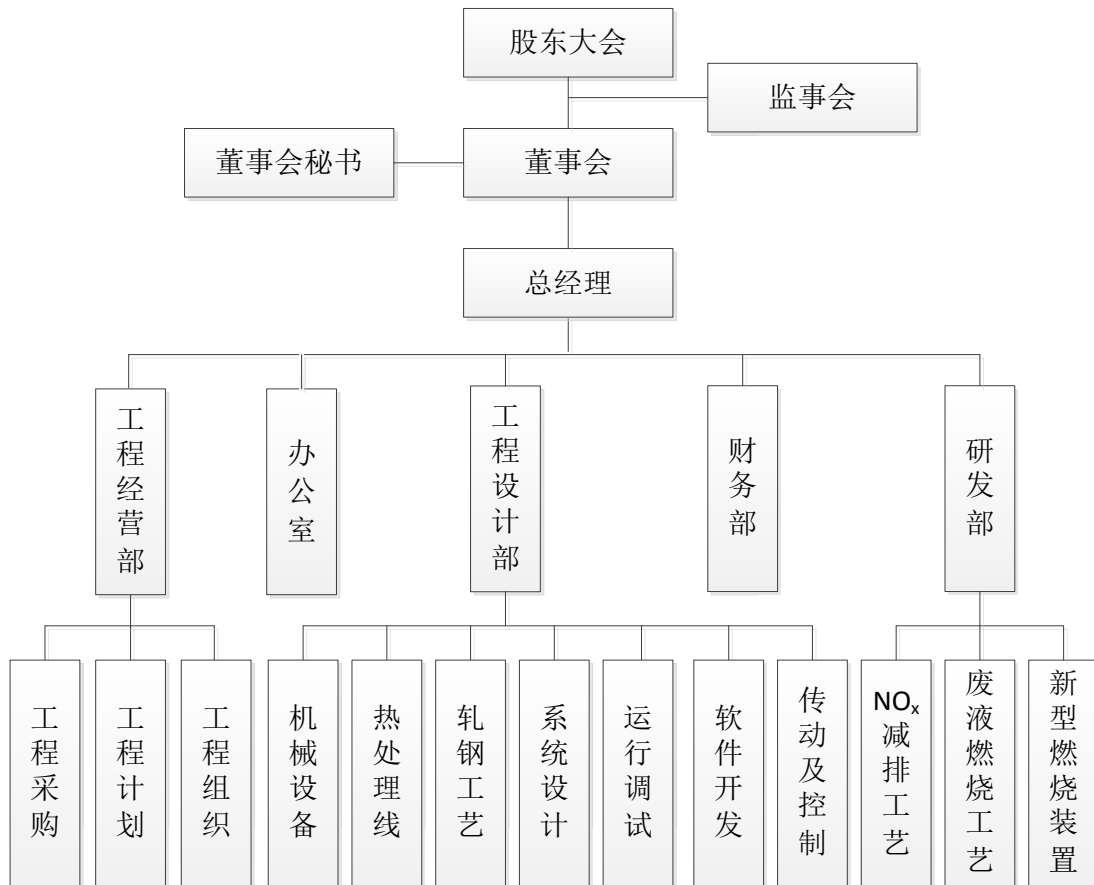 股东大会
监事会
董事会秘书
董事会
总经理
工程经营部
办公室
工程设计部
财务部
研发部
工程采购
工程计划
工程组织
机械设备
热处理线
轧钢工艺
系统设计
运行调试
软件开发
传动及控制
NOₓ减排工艺
废液燃烧工艺
新型燃烧装置